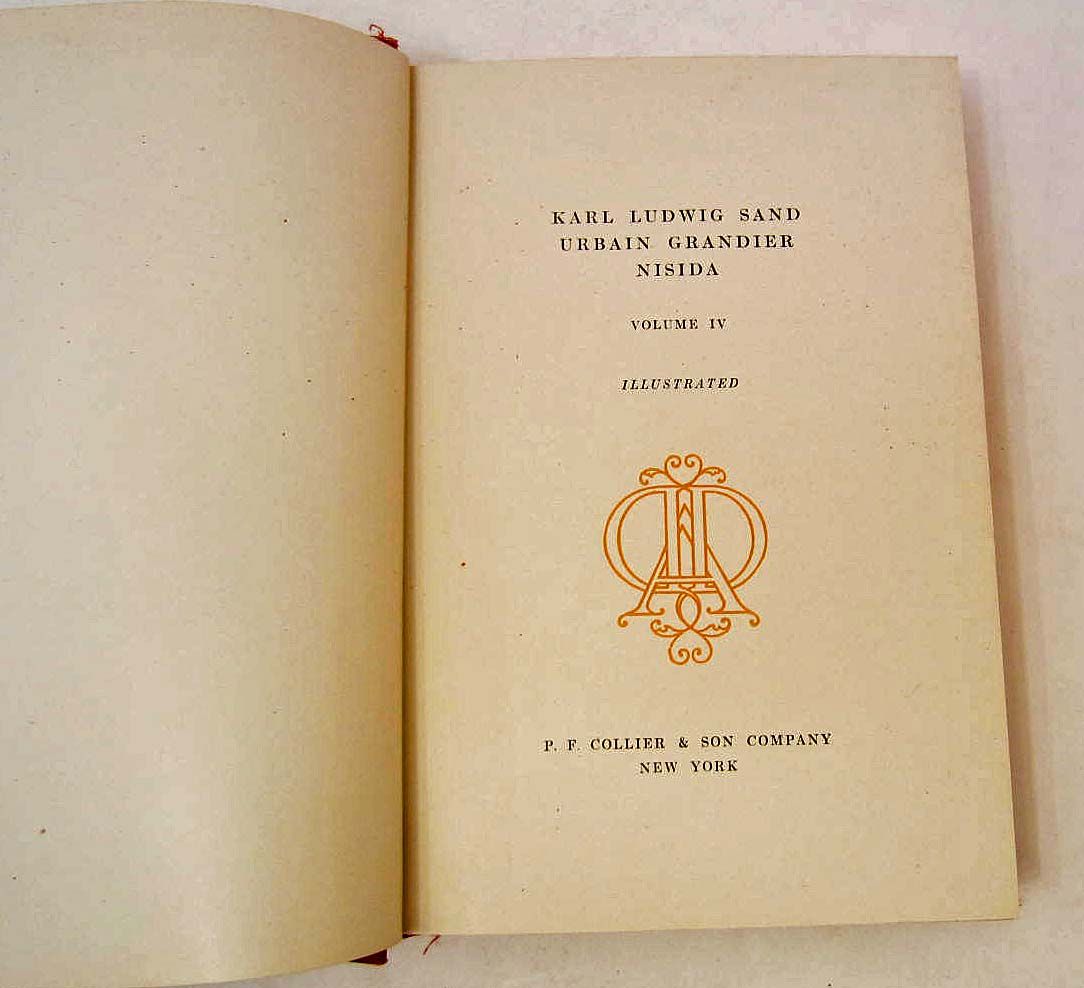 KARL LUDWIG SAND
URBAIN GRANDIER
NISIDA
VOLUME IV
ILLUSTRATED
P. F. COLLIER & SON COMPANY
NEW YORK